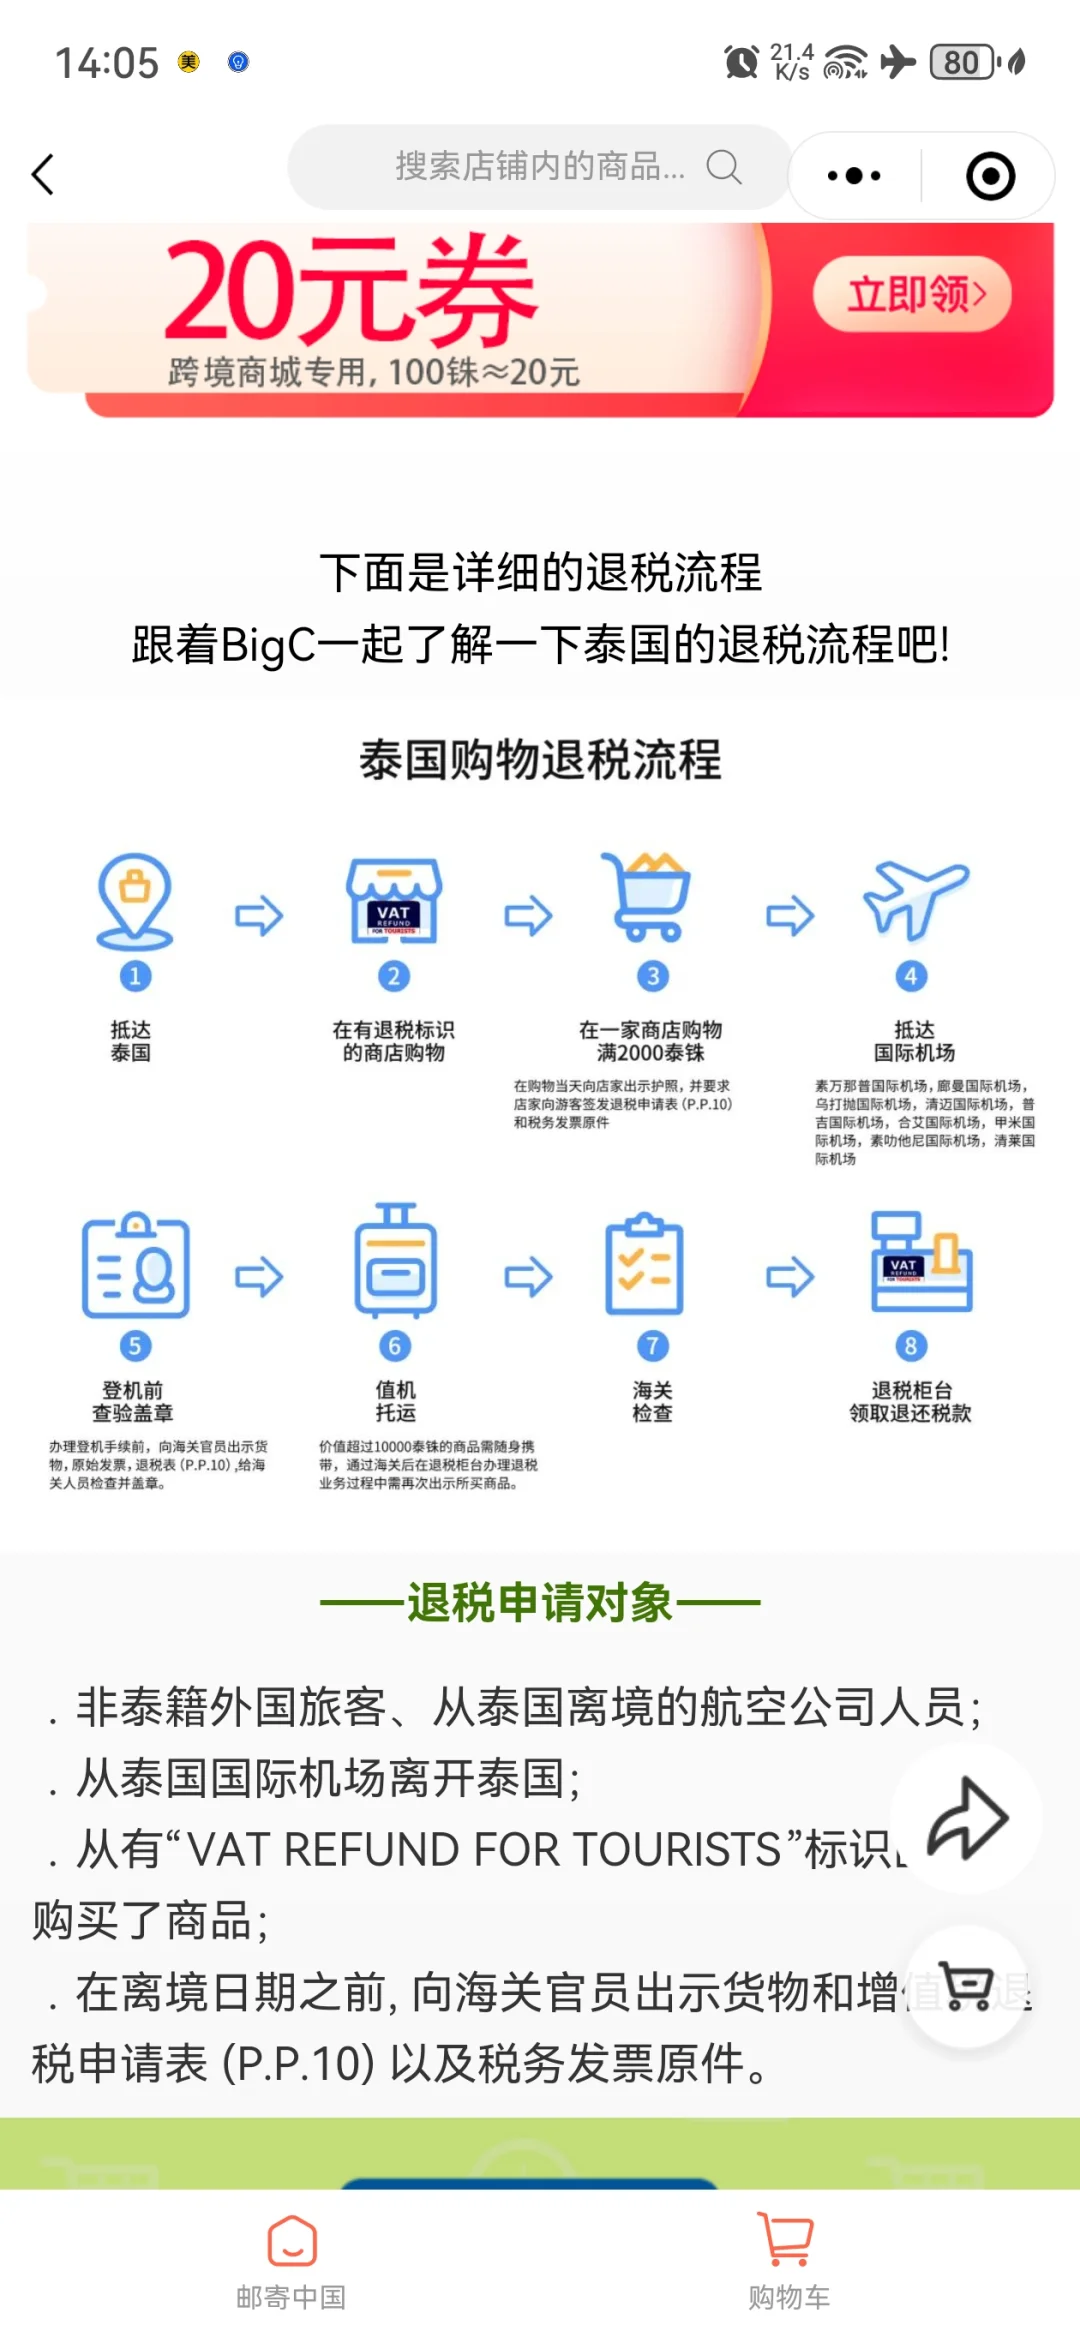 14:05
美
21.4
K/s
80
搜索店铺内的商品...
20元券
立即领>
跨境商城专用, 100铢≈20元
下面是详细的退税流程
跟着BigC一起了解一下泰国的退税流程吧!
泰国购物退税流程
VAT
REFUND
FOR TOURISTS
1
2
3
4
抵达
泰国
在有退税标识
的商店购物
在一家商店购物
满2000泰铢
在购物当天向店家出示护照, 并要求
店家向游客签发退税申请表 (P.P.10)
和税务发票原件
抵达
国际机场
素万那普国际机场, 廊曼国际机场,
乌打抛国际机场, 清迈国际机场, 普
吉国际机场, 合艾国际机场, 甲米国
际机场, 素叻他尼国际机场, 清莱国
际机场
VAT
REFUND
FOR TOURISTS
5
6
7
8
登机前
查验盖章
办理登机手续前, 向海关官员出示货
物, 原始发票, 退税表 (P.P.10) ,给海
关人员检查并盖章。
值机
托运
价值超过10000泰铢的商品需随身携
带, 通过海关后在退税柜台办理退税
业务过程中需再次出示所买商品。
海关
检查
退税柜台
领取退还税款
——退税申请对象——
. 非泰籍外国旅客、从泰国离境的航空公司人员;
. 从泰国国际机场离开泰国;
. 从有“VAT REFUND FOR TOURISTS”标识
购买了商品;
. 在离境日期之前, 向海关官员出示货物和增值税退
税申请表 (P.P.10) 以及税务发票原件。
邮寄中国
购物车